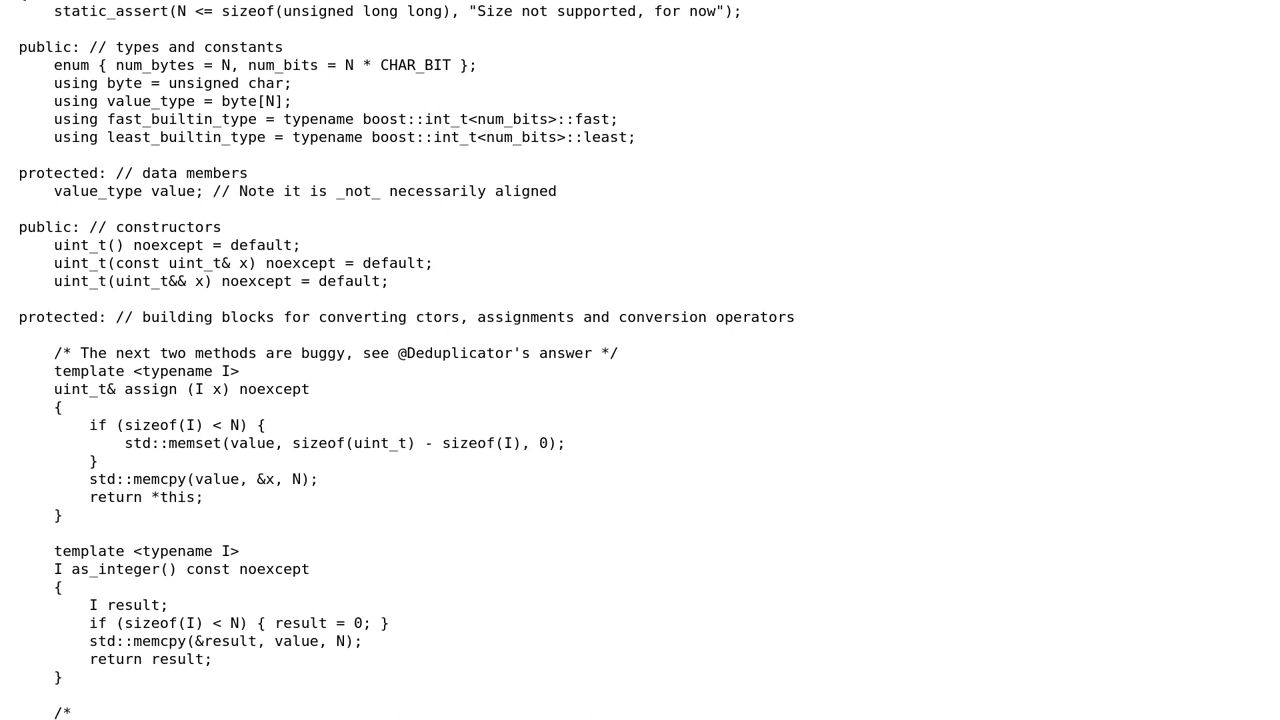 static_assert(N <= sizeof(unsigned long long), "Size not supported, for now");

public: // types and constants
    enum { num_bytes = N, num_bits = N * CHAR_BIT };
    using byte = unsigned char;
    using value_type = byte[N];
    using fast_builtin_type = typename boost::int_t<num_bits>::fast;
    using least_builtin_type = typename boost::int_t<num_bits>::least;

protected: // data members
    value_type value; // Note it is _not_ necessarily aligned

public: // constructors
    uint_t() noexcept = default;
    uint_t(const uint_t& x) noexcept = default;
    uint_t(uint_t&& x) noexcept = default;

protected: // building blocks for converting ctors, assignments and conversion operators

    /* The next two methods are buggy, see @Deduplicator's answer */
    template <typename I>
    uint_t& assign (I x) noexcept
    {
        if (sizeof(I) < N) {
            std::memset(value, sizeof(uint_t) - sizeof(I), 0);
        }
        std::memcpy(value, &x, N);
        return *this;
    }

    template <typename I>
    I as_integer() const noexcept
    {
        I result;
        if (sizeof(I) < N) { result = 0; }
        std::memcpy(&result, value, N);
        return result;
    }

    /*